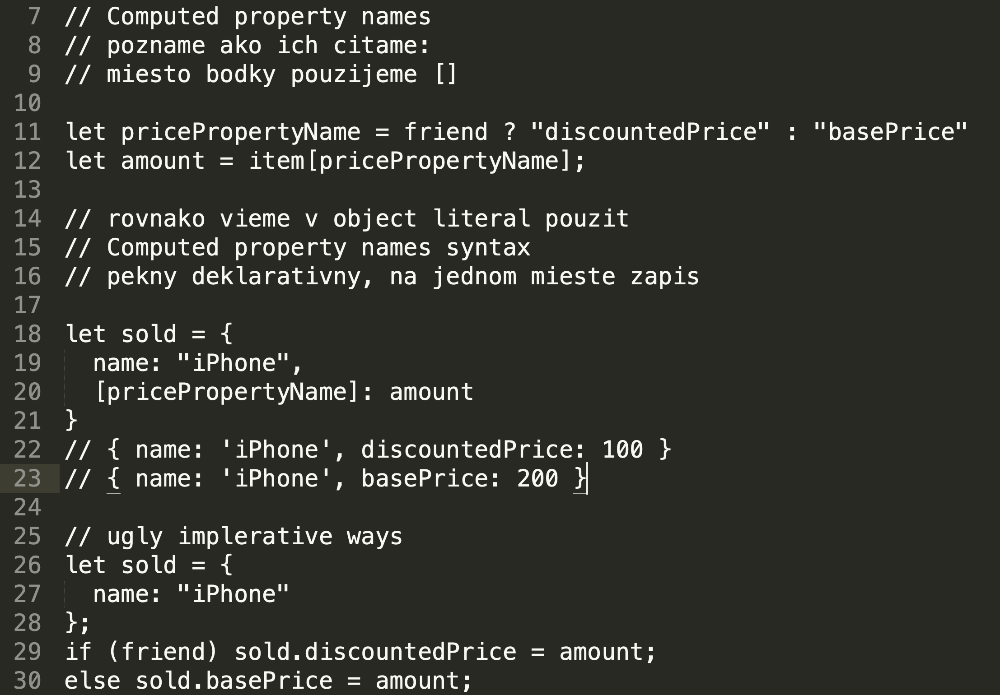 7 // Computed property names
8 // pozname ako ich citame:
9 // miesto bodky pouzijeme []
10
11 let pricePropertyName = friend ? "discountedPrice" : "basePrice"
12 let amount = item[pricePropertyName];
13
14 // rovnako vieme v object literal pouzit
15 // Computed property names syntax
16 // pekny deklarativny, na jednom mieste zapis
17
18 let sold = {
19   name: "iPhone",
20   [pricePropertyName]: amount
21 }
22 // { name: 'iPhone', discountedPrice: 100 }
23 // { name: 'iPhone', basePrice: 200 }
24
25 // ugly implerative ways
26 let sold = {
27   name: "iPhone"
28 };
29 if (friend) sold.discountedPrice = amount;
30 else sold.basePrice = amount;